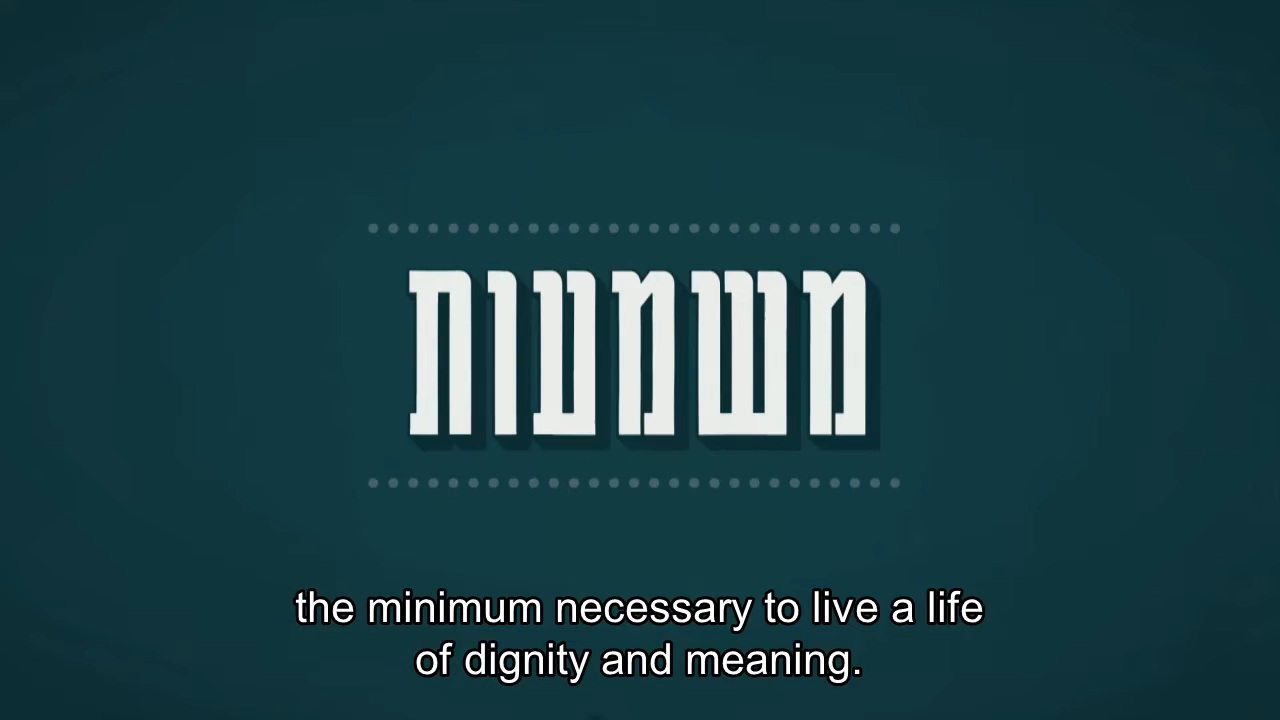 משמעות
the minimum necessary to live a life
of dignity and meaning.